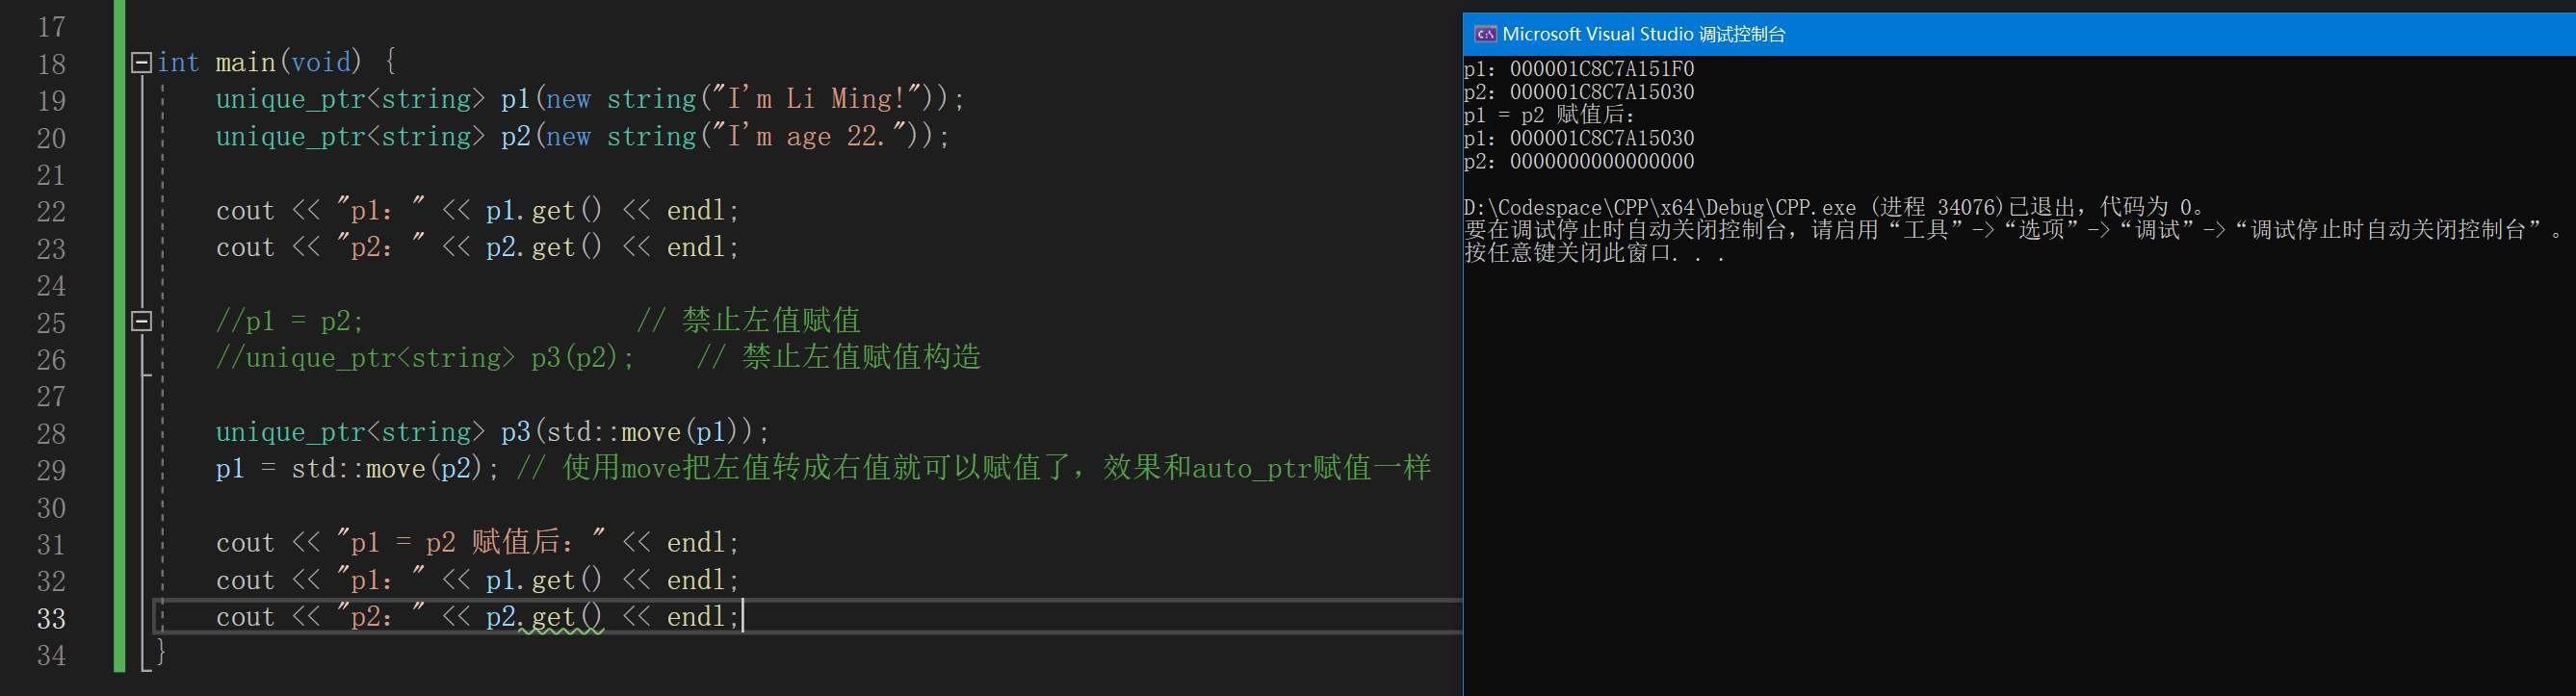 17
18 int main(void) {
19 unique_ptr<string> p1(new string("I'm Li Ming!"));
20 unique_ptr<string> p2(new string("I'm age 22."));
21
22 cout << "p1：" << p1.get() << endl;
23 cout << "p2：" << p2.get() << endl;
24
25 //p1 = p2; // 禁止左值赋值
26 //unique_ptr<string> p3(p2); // 禁止左值赋值构造
27
28 unique_ptr<string> p3(std::move(p1));
29 p1 = std::move(p2); // 使用move把左值转成右值就可以赋值了，效果和auto_ptr赋值一样
30
31 cout << "p1 = p2 赋值后：" << endl;
32 cout << "p1：" << p1.get() << endl;
33 cout << "p2：" << p2.get() << endl;
34 }
Microsoft Visual Studio 调试控制台
p1：000001C8C7A151F0
p2：000001C8C7A15030
p1 = p2 赋值后：
p1：000001C8C7A15030
p2：0000000000000000
D:\Codespace\CPP\x64\Debug\CPP.exe (进程 34076)已退出，代码为 0。
要在调试停止时自动关闭控制台，请启用“工具”->“选项”->“调试”->“调试停止时自动关闭控制台”。
按任意键关闭此窗口. . .